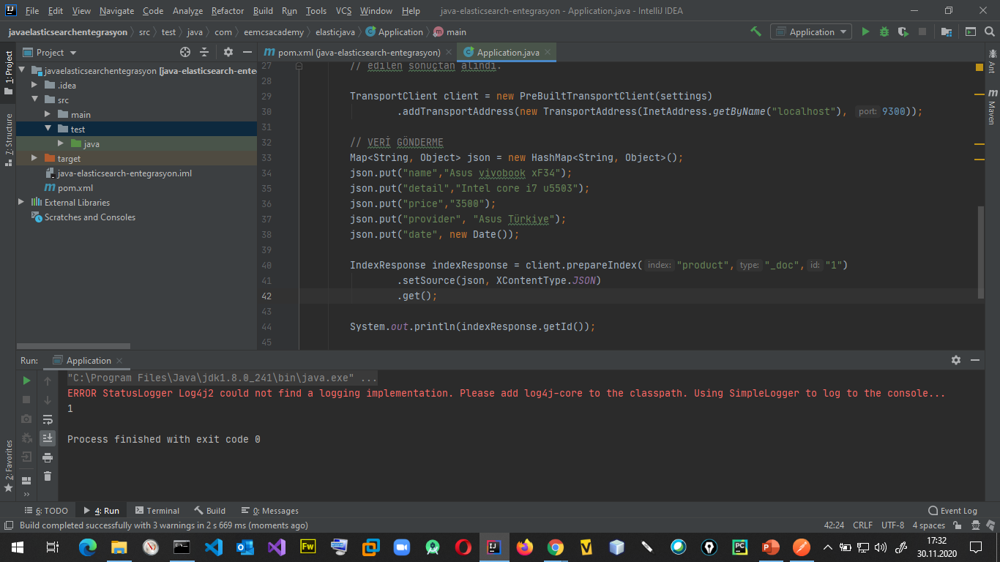 File Edit View Navigate Code Analyze Refactor Build Run Tools VCS Window Help java-elasticsearch-entegrasyon - Application.java - IntelliJ IDEA
javaelasticsearchentegrasyon src test java com eemcsacademy elasticjava Application main Application
Project pom.xml (java-elasticsearch-entegrasyon) Application.java
1: Project
7: Structure
2: Favorites
Ant
Maven
javaelasticsearchentegrasyon [java-elasticsearch-ente
.idea
src
main
test
java
target
java-elasticsearch-entegrasyon.iml
pom.xml
External Libraries
Scratches and Consoles
27 // edilen sonuçtan alındı.
28
29 TransportClient client = new PreBuiltTransportClient(settings)
30 .addTransportAddress(new TransportAddress(InetAddress.getByName("localhost"), port: 9300));
31
32 // VERİ GÖNDERME
33 Map<String, Object> json = new HashMap<String, Object>();
34 json.put("name","Asus vivobook xF34");
35 json.put("detail","Intel core i7 u5503");
36 json.put("price","3500");
37 json.put("provider", "Asus Türkiye");
38 json.put("date", new Date());
39
40 IndexResponse indexResponse = client.prepareIndex( index: "product", type: "_doc", id: "1")
41 .setSource(json, XContentType.JSON)
42 .get();
43
44 System.out.println(indexResponse.getId());
45
Run: Application
"C:\Program Files\Java\jdk1.8.0_241\bin\java.exe" ...
ERROR StatusLogger Log4j2 could not find a logging implementation. Please add log4j-core to the classpath. Using SimpleLogger to log to the console...
1
Process finished with exit code 0
6: TODO 4: Run Terminal Build 0: Messages Event Log
Build completed successfully with 3 warnings in 2 s 669 ms (moments ago) 42:24 CRLF UTF-8 4 spaces
17:32
30.11.2020